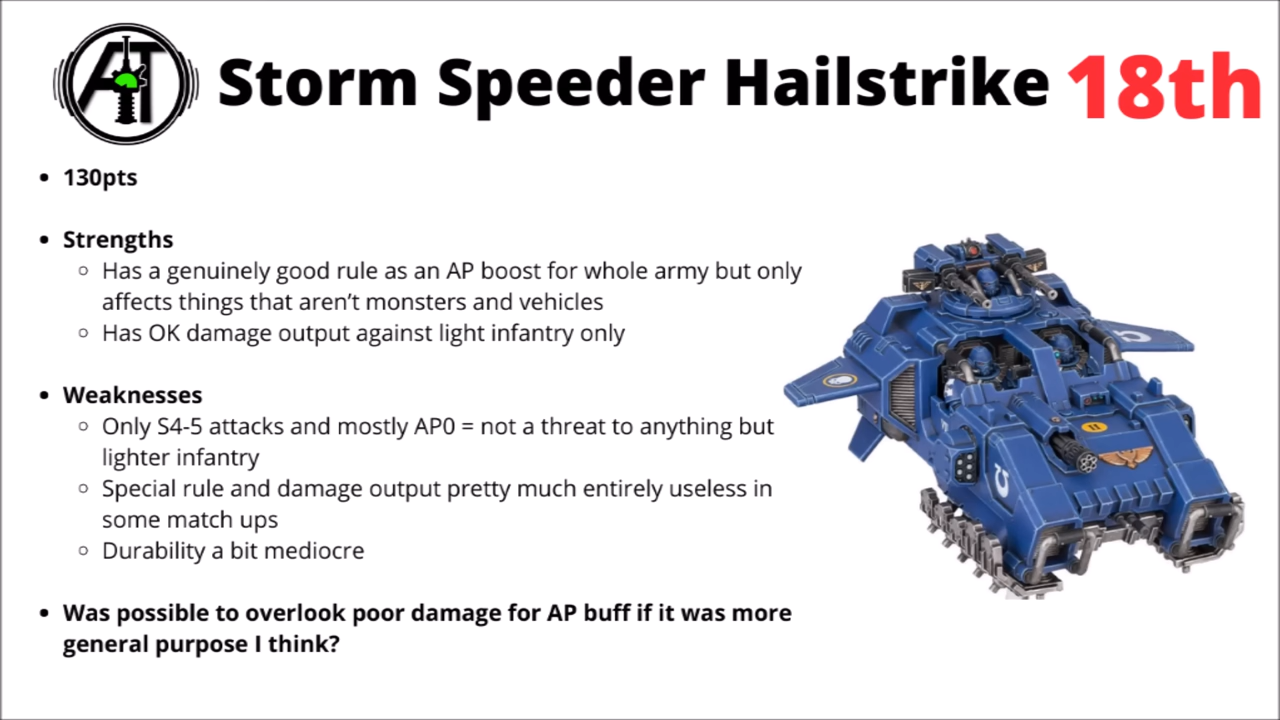 AT
Storm Speeder Hailstrike 18th
• 130pts
• Strengths
○ Has a genuinely good rule as an AP boost for whole army but only
affects things that aren’t monsters and vehicles
○ Has OK damage output against light infantry only
• Weaknesses
○ Only S4-5 attacks and mostly AP0 = not a threat to anything but
lighter infantry
○ Special rule and damage output pretty much entirely useless in
some match ups
○ Durability a bit mediocre
• Was possible to overlook poor damage for AP buff if it was more
general purpose I think?